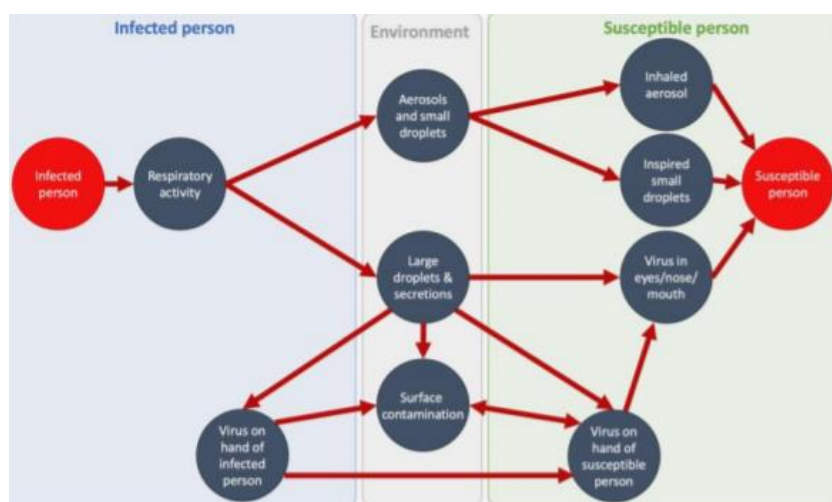 Infected person
Environment
Susceptible person
Infected
person
Respiratory
activity
Aerosols
and small
droplets
Inhaled
aerosol
Inspired
small
droplets
Susceptible
person
Large
droplets &
secretions
Virus in
eyes/nose/
mouth
Surface
contamination
Virus on
hand of
infected
person
Virus on
hand of
susceptible
person